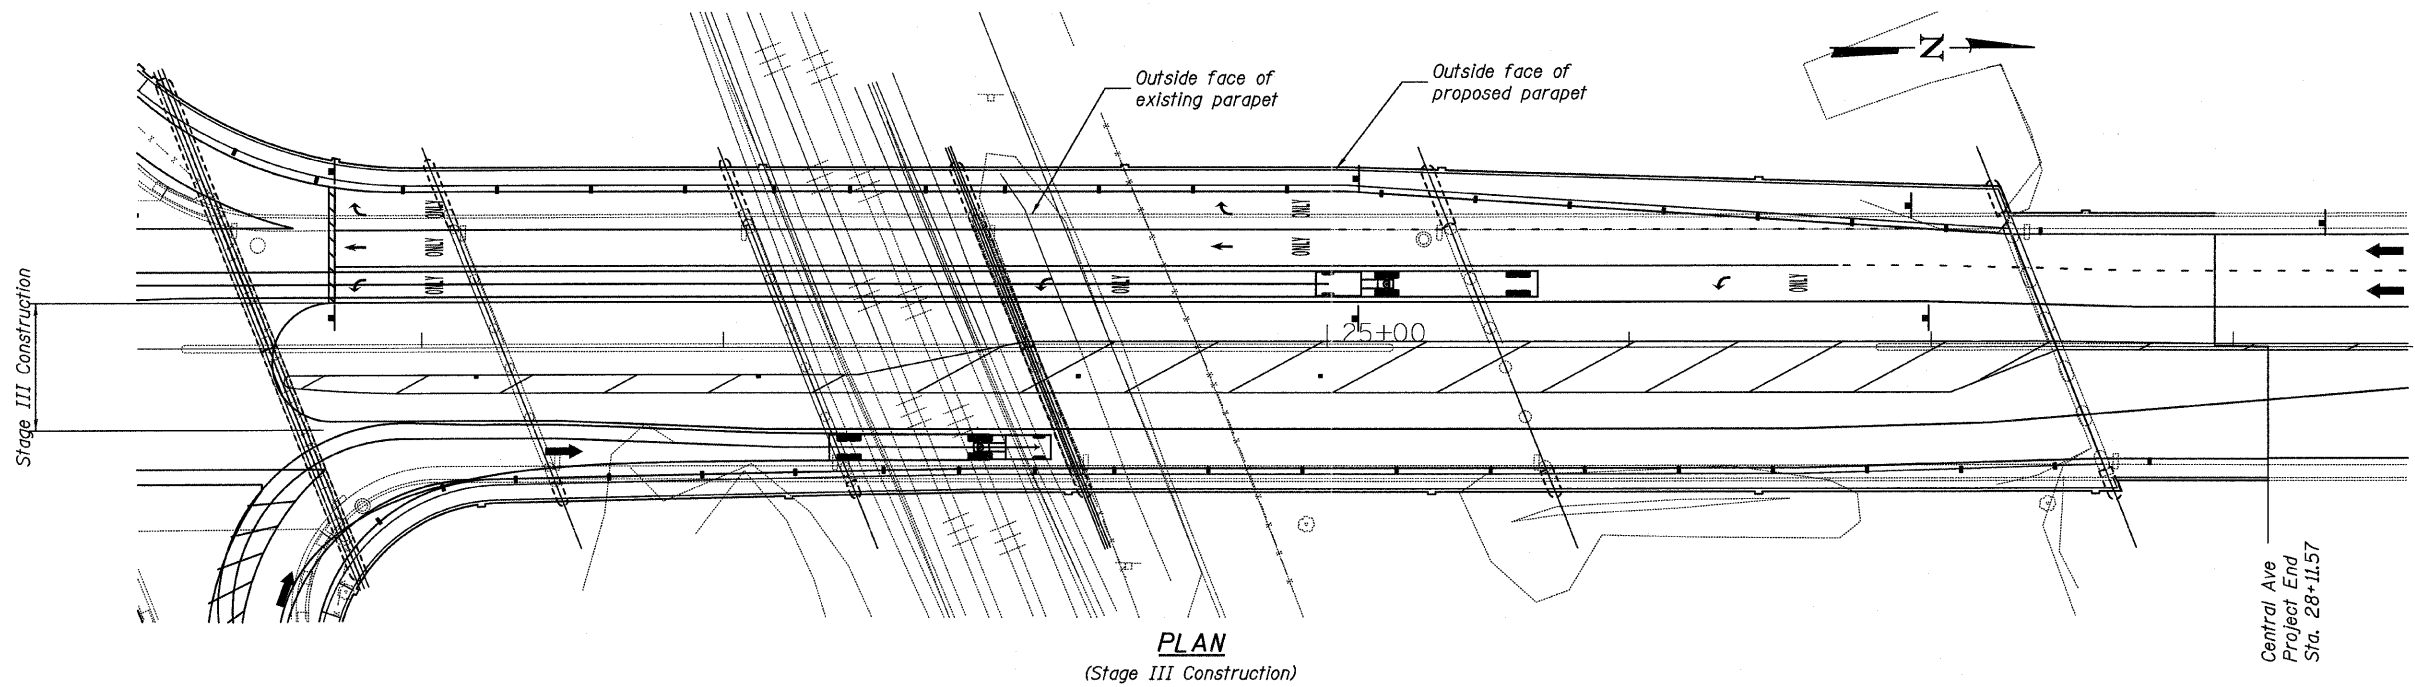 N
Outside face of
existing parapet
Outside face of
proposed parapet
ONLY
ONLY
ONLY
ONLY
ONLY
ONLY
ONLY
25+00
Stage III Construction
Central Ave
Project End
Sta. 28+11.57
PLAN
(Stage III Construction)